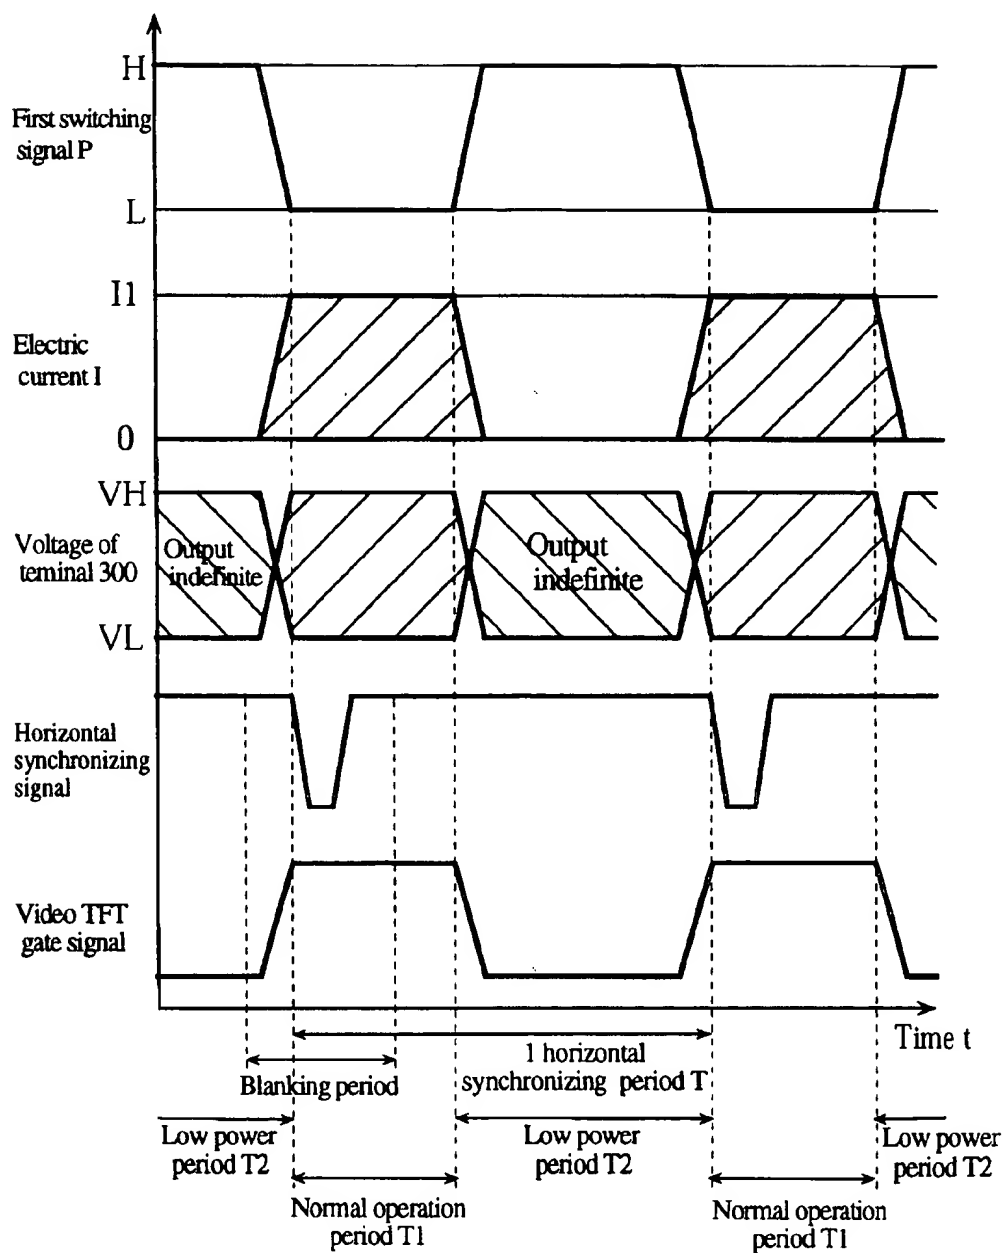 H
First switching
signal P
L
I1
Electric
current I
0
VH
Voltage of
teminal 300
Output
indefinite
Output
indefinite
VL
Horizontal
synchronizing
signal
Video TFT
gate signal
Time t
1 horizontal
synchronizing period T
Blanking period
Low power
period T2
Low power
period T2
Low power
period T2
Normal operation
period T1
Normal operation
period T1